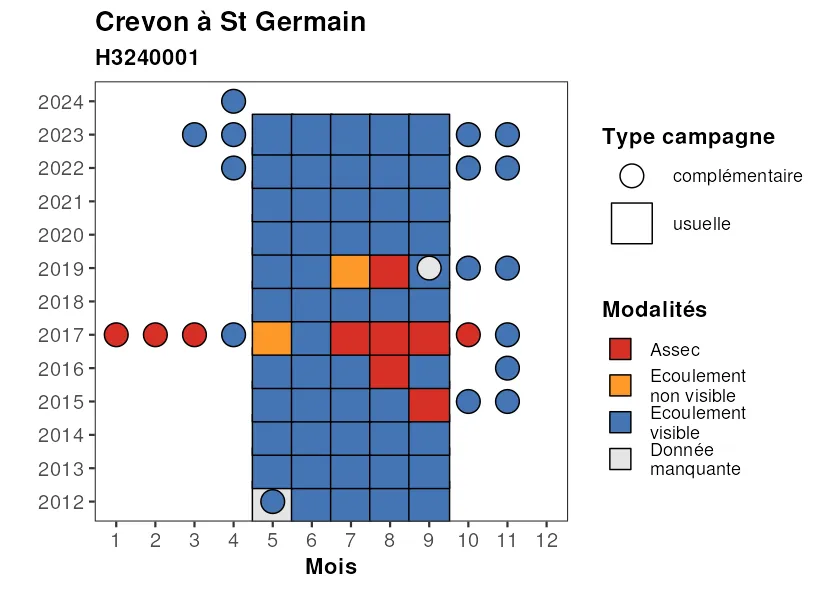 Crevon à St Germain
H3240001
2024
2023
2022
2021
2020
2019
2018
2017
2016
2015
2014
2013
2012
1 2 3 4 5 6 7 8 9 10 11 12
Mois
Type campagne
complémentaire
usuelle
Modalités
Assec
Ecoulement
non visible
Ecoulement
visible
Donnée
manquante